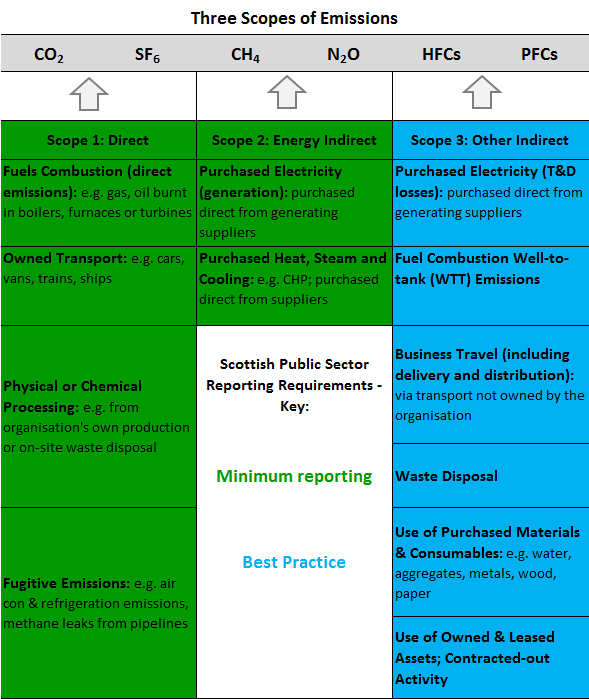 Three Scopes of Emissions
CO₂ SF₆ CH₄ N₂O HFCs PFCs
Scope 1: Direct
Fuels Combustion (direct
emissions): e.g. gas, oil burnt
in boilers, furnaces or turbines
Owned Transport: e.g. cars,
vans, trains, ships
Physical or Chemical
Processing: e.g. from
organisation's own production
or on-site waste disposal
Fugitive Emissions: e.g. air
con & refrigeration emissions,
methane leaks from pipelines
Scope 2: Energy Indirect
Purchased Electricity
(generation): purchased
direct from generating
suppliers
Purchased Heat, Steam and
Cooling: e.g. CHP; purchased
direct from suppliers
Scottish Public Sector
Reporting Requirements -
Key:
Minimum reporting
Best Practice
Scope 3: Other Indirect
Purchased Electricity (T&D
losses): purchased direct from
generating suppliers
Fuel Combustion Well-to-
tank (WTT) Emissions
Business Travel (including
delivery and distribution):
via transport not owned by the
organisation
Waste Disposal
Use of Purchased Materials
& Consumables: e.g. water,
aggregates, metals, wood,
paper
Use of Owned & Leased
Assets; Contracted-out
Activity